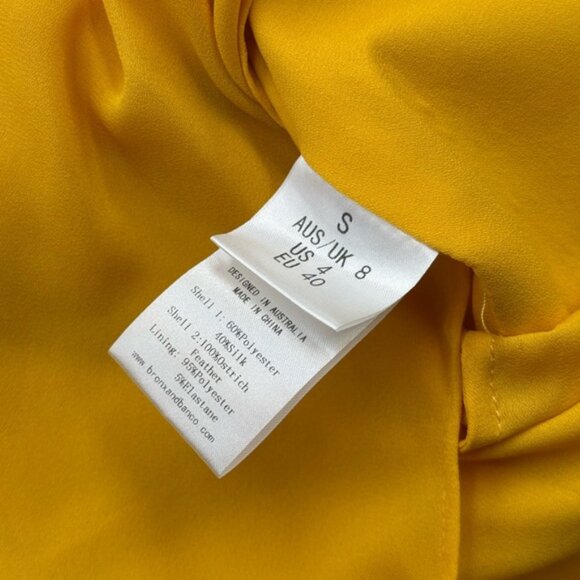 S
AUS/UK 8
US 4
EU 40
DESIGNED IN AUSTRALIA
MADE IN CHINA
Shell 1: 60%Polyester
40%Silk
Shell 2:100%Ostrich
Feather
Lining: 95%Polyester
5%Elastane
www.bronxandbanco.com